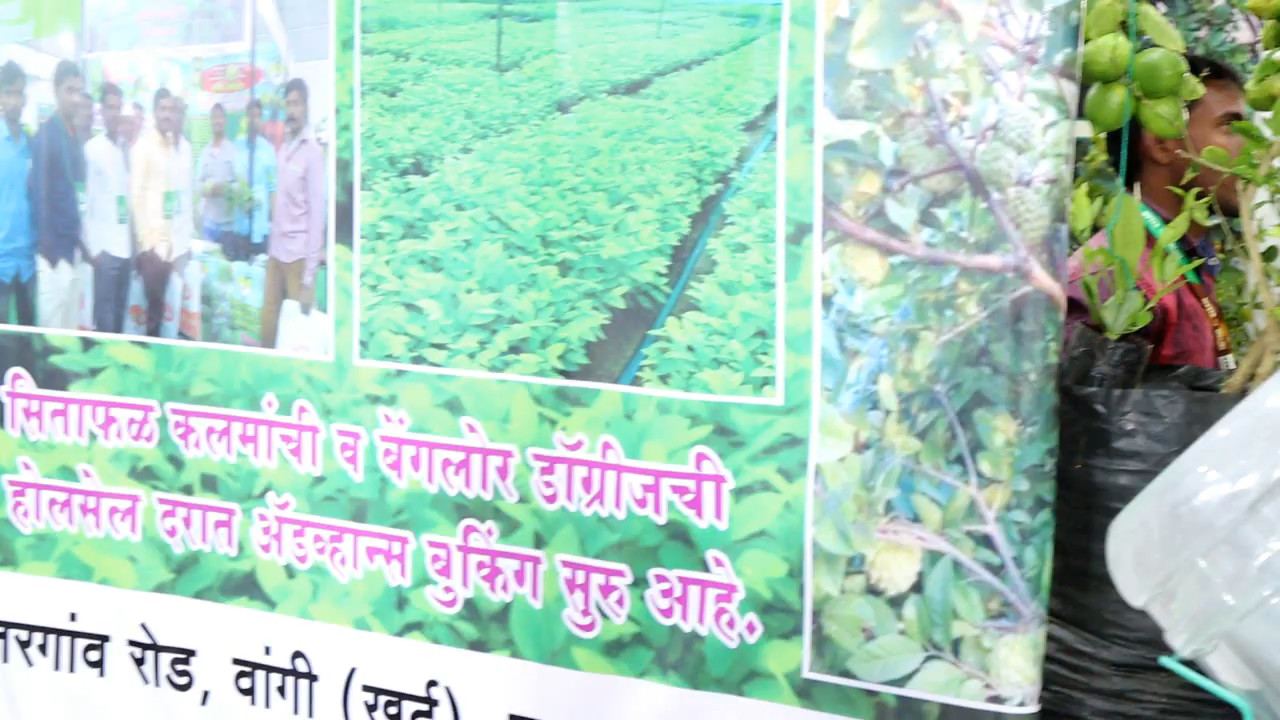 सिताफळ कलमांची व बेंगलोर डॉग्रीजची
होलसेल दरात ॲडव्हान्स बुकिंग सुरु आहे.
रोड, वांगी (खुर्द)